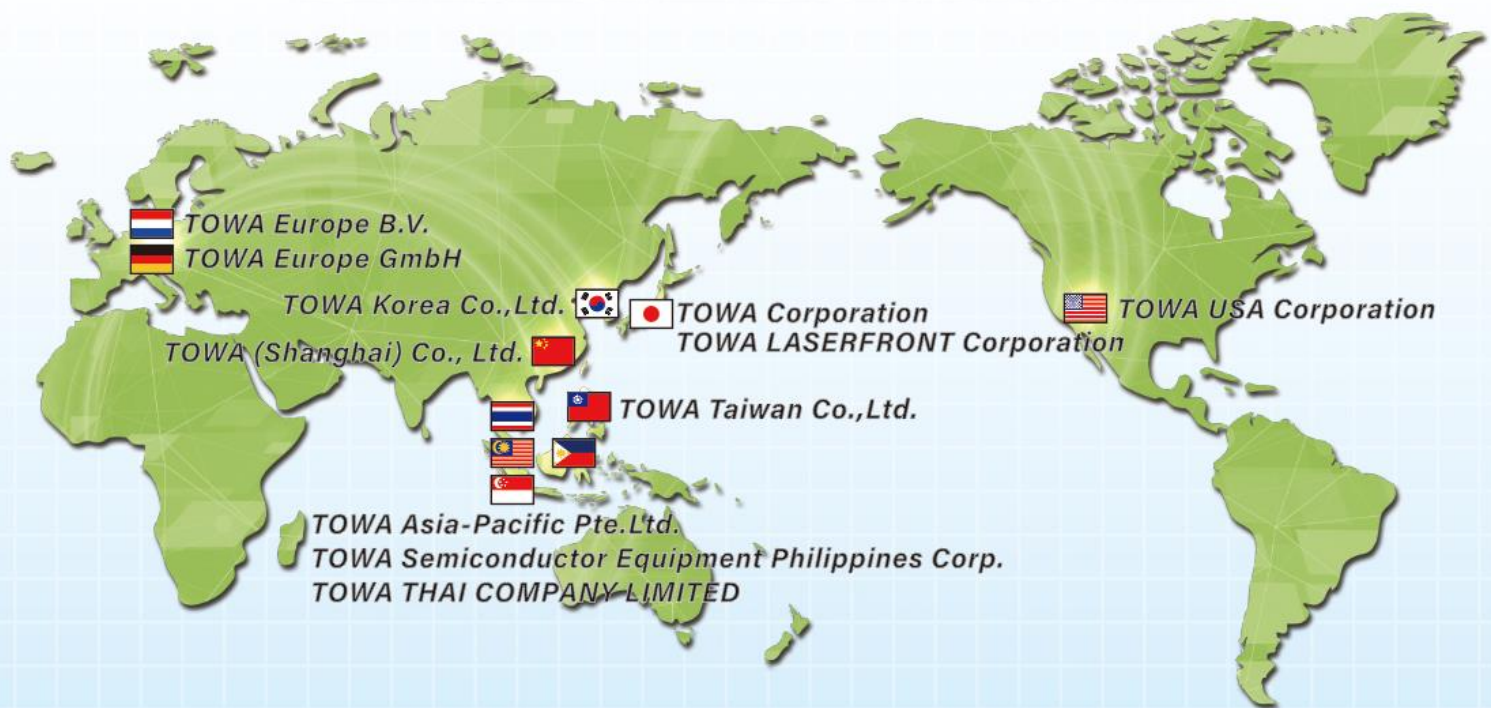 TOWA Europe B.V.
TOWA Europe GmbH
TOWA Korea Co.,Ltd.
TOWA Corporation
TOWA USA Corporation
TOWA LASERFRONT Corporation
TOWA (Shanghai) Co., Ltd.
TOWA Taiwan Co.,Ltd.
TOWA Asia-Pacific Pte.Ltd.
TOWA Semiconductor Equipment Philippines Corp.
TOWA THAI COMPANY LIMITED